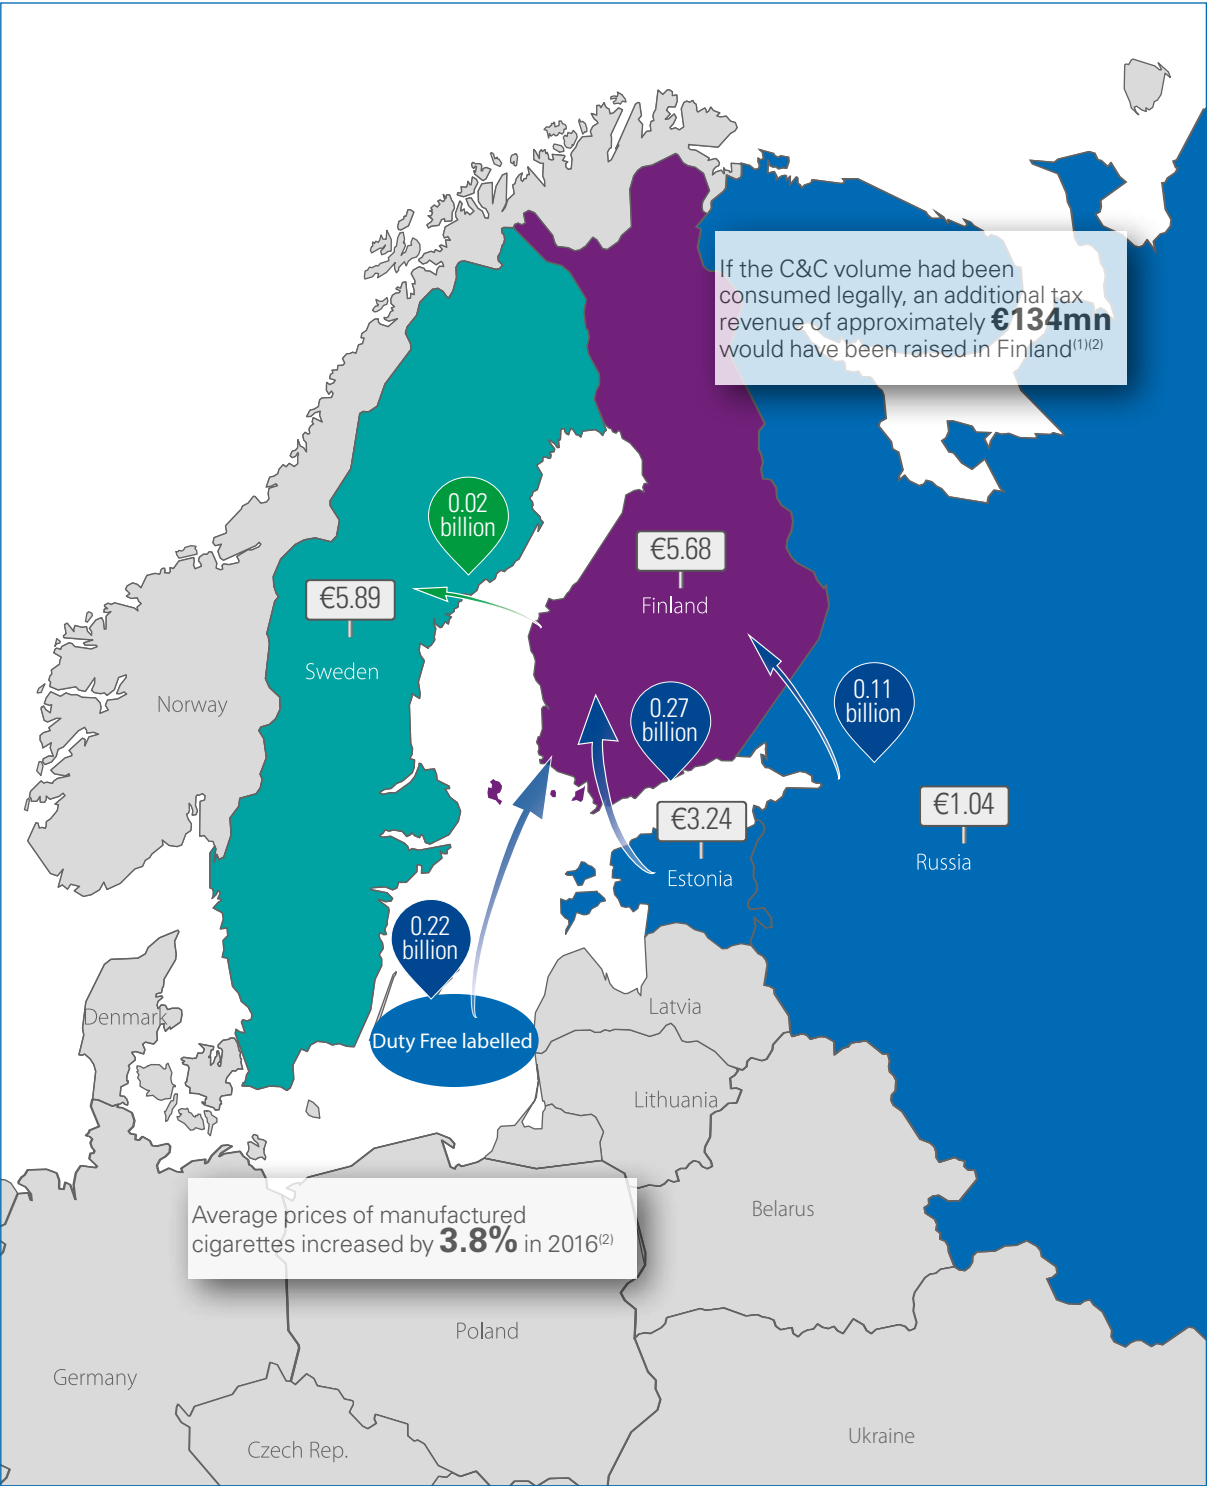 If the C&C volume had been
consumed legally, an additional tax
revenue of approximately €134mn
would have been raised in Finland(1)(2)
0.02
billion
€5.68
Finland
€5.89
Sweden
Norway
0.27
billion
0.11
billion
€3.24
Estonia
€1.04
Russia
0.22
billion
Duty Free labelled
Denmark
Latvia
Lithuania
Belarus
Average prices of manufactured
cigarettes increased by 3.8% in 2016(2)
Poland
Germany
Czech Rep.
Ukraine